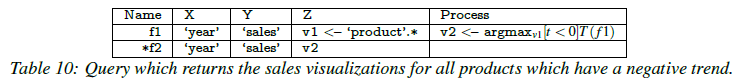 Name X Y Z Process
f1 ‘year’ ‘sales’ v1 <– ‘product’.* v2 <– argmaxv1[t < 0]T(f1)
*f2 ‘year’ ‘sales’ v2
Table 10: Query which returns the sales visualizations for all products which have a negative trend.